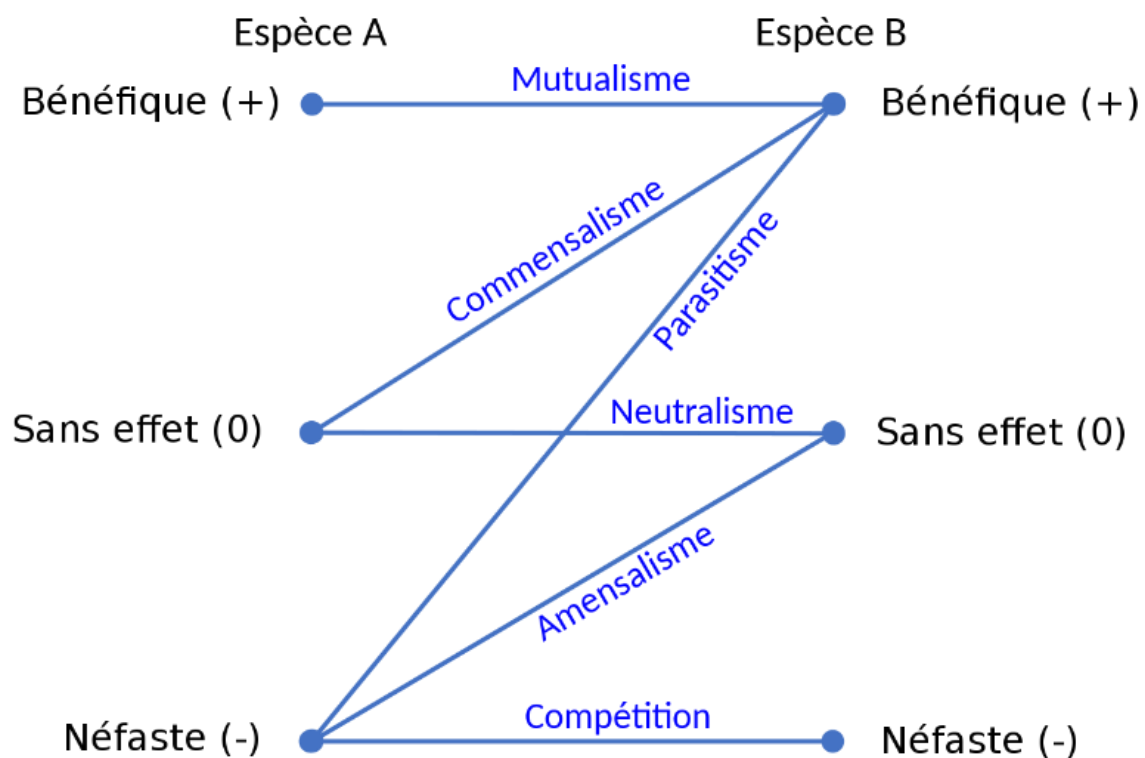 Espèce A
Espèce B
Bénéfique (+)
Mutualisme
Bénéfique (+)
Commensalisme
Parasitisme
Sans effet (0)
Neutralisme
Sans effet (0)
Amensalisme
Néfaste (-)
Compétition
Néfaste (-)